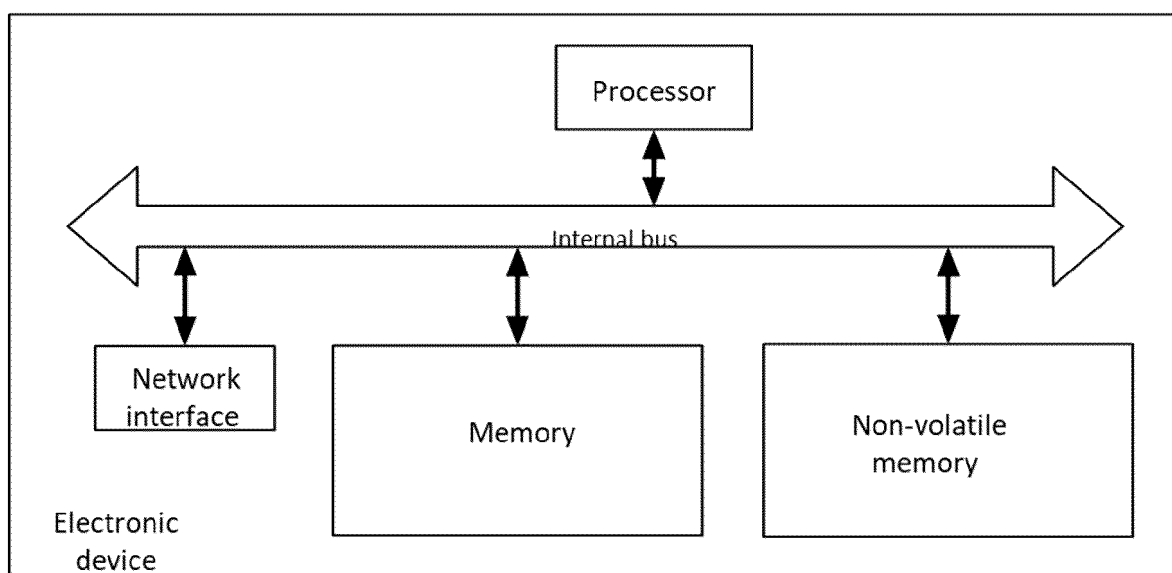 Processor
Internal bus
Network
interface
Memory
Non-volatile
memory
Electronic
device